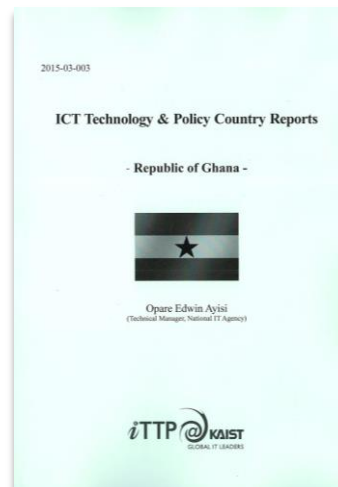 2015-03-003
ICT Technology & Policy Country Reports
- Republic of Ghana -
Opare Edwin Ayisi
(Technical Manager, National IT Agency)
iTTP@KAIST
GLOBAL IT LEADERS